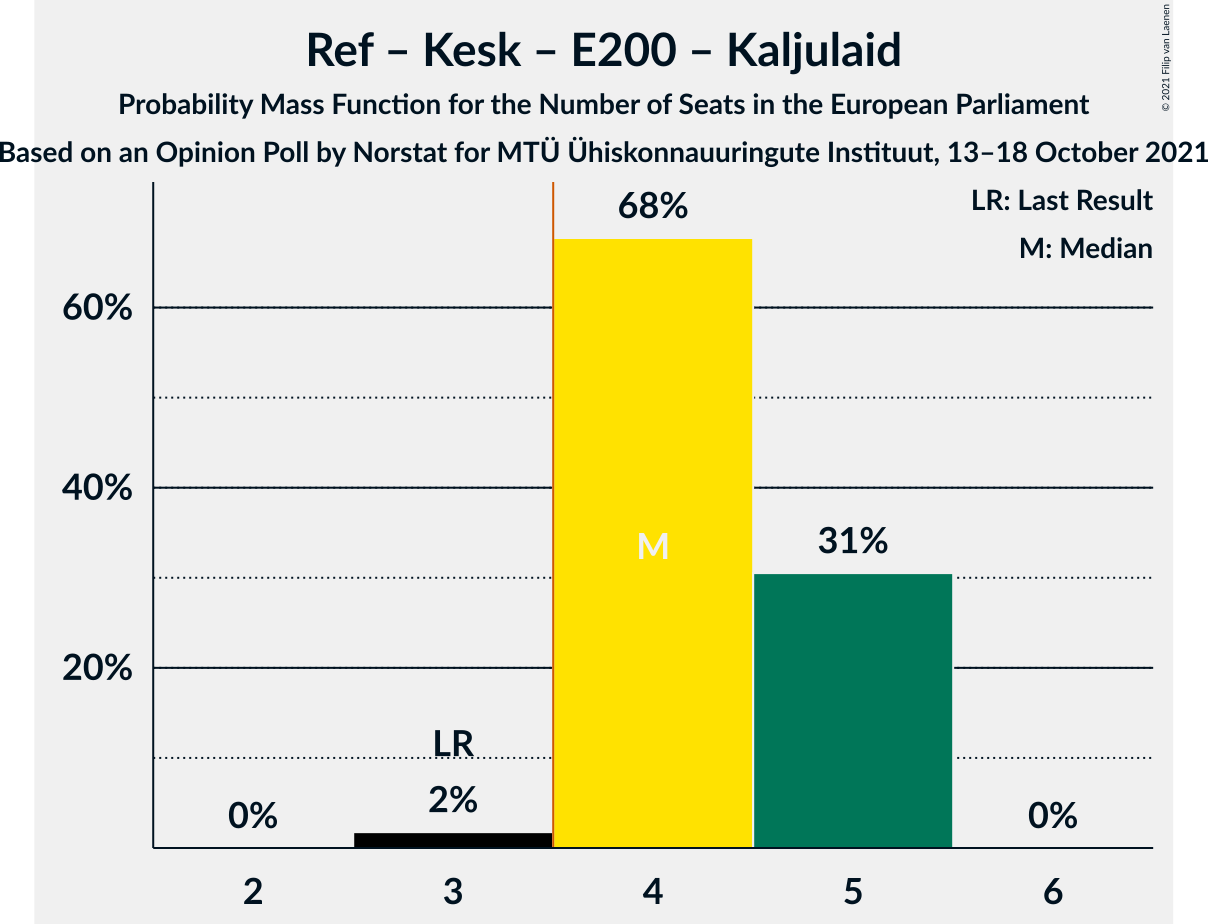 Ref – Kesk – E200 – Kaljulaid
Probability Mass Function for the Number of Seats in the European Parliament
Based on an Opinion Poll by Norstat for MTÜ Ühiskonnauuringute Instituut, 13–18 October 2021
© 2021 Filip van Laenen
LR: Last Result
M: Median
68%
60%
40%
M
31%
20%
LR
2%
0%
0%
2 3 4 5 6